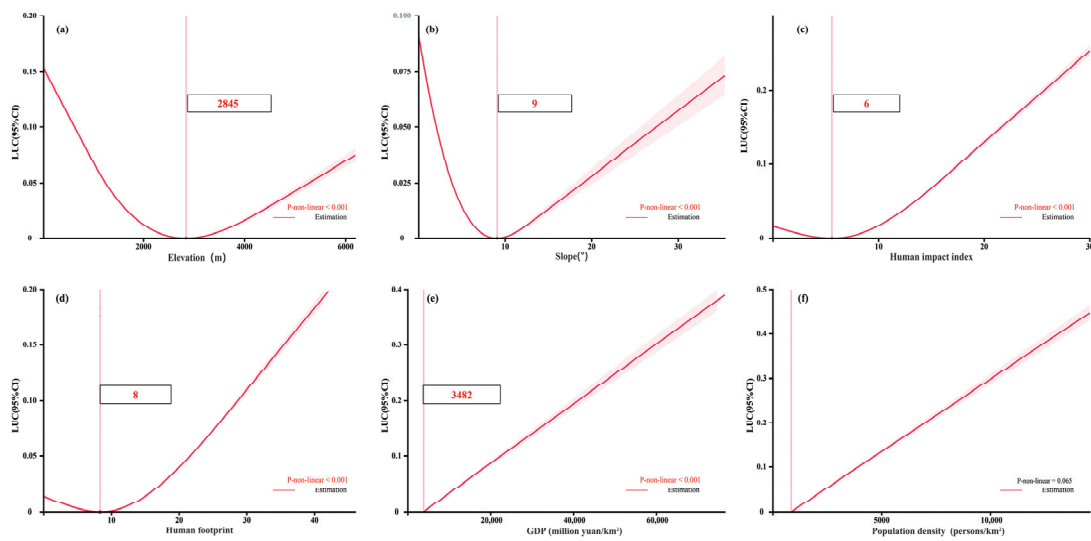 (a)
0.20
0.15
0.10
0.05
0
LUC(95%CI)
2845
P-non-linear < 0.001
Estimation
2000
4000
6000
Elevation (m)
(b)
0.100
0.075
0.050
0.025
0
LUC(95%CI)
9
P-non-linear < 0.001
Estimation
10
20
30
Slope(°)
(c)
0.2
0.1
0
LUC(95%CI)
6
P-non-linear < 0.001
Estimation
10
20
30
Human impact index
(d)
0.20
0.15
0.10
0.05
0
LUC(95%CI)
8
P-non-linear < 0.001
Estimation
0
10
20
30
40
Human footprint
(e)
0.4
0.3
0.2
0.1
0
LUC(95%CI)
3482
P-non-linear < 0.001
Estimation
20,000
40,000
60,000
GDP (million yuan/km²)
(f)
0.5
0.4
0.3
0.2
0.1
0
LUC(95%CI)
P-non-linear = 0.065
Estimation
5000
10,000
Population density (persons/km²)